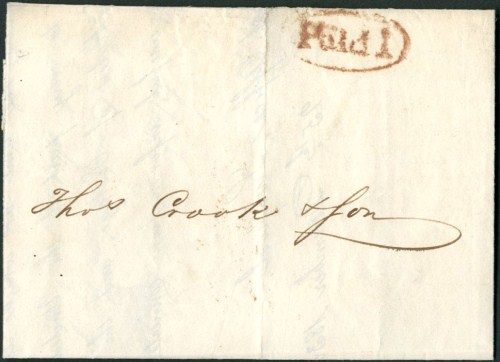 PAID 1
Thos Crook & Son